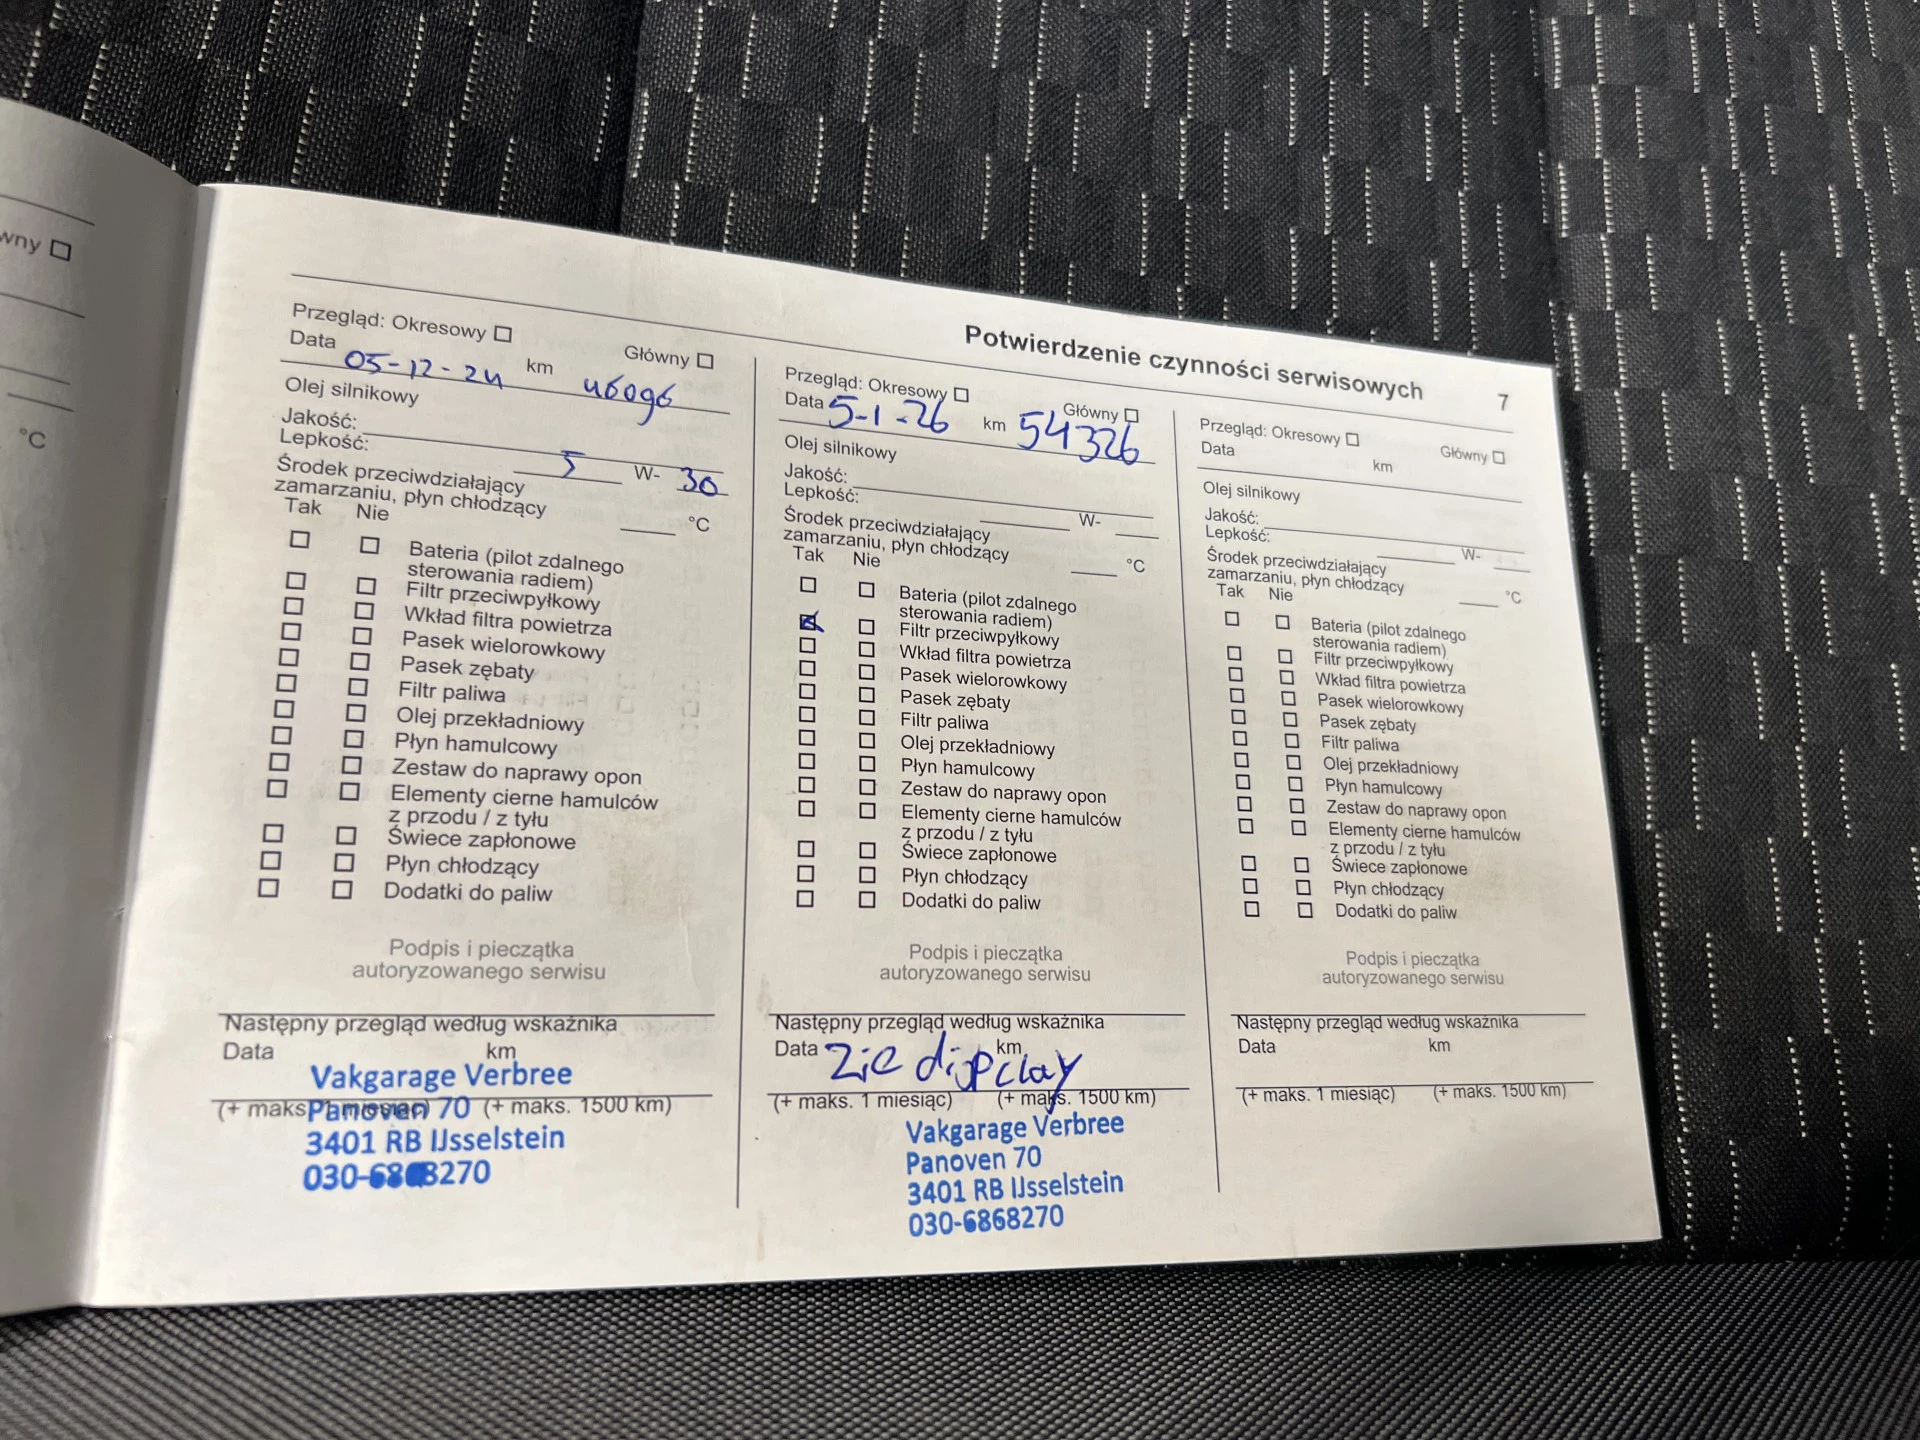 wny
°C
Potwierdzenie czynności serwisowych 7
Przegląd: Okresowy Główny
Data 05-12-24 km 46096
Olej silnikowy
Jakość:
Lepkość: 5 W- 30
Środek przeciwdziałający
zamarzaniu, płyn chłodzący °C
Tak Nie
Bateria (pilot zdalnego
sterowania radiem)
Filtr przeciwpyłkowy
Wkład filtra powietrza
Pasek wielorowkowy
Pasek zębaty
Filtr paliwa
Olej przekładniowy
Płyn hamulcowy
Zestaw do naprawy opon
Elementy cierne hamulców
z przodu / z tyłu
Świece zapłonowe
Płyn chłodzący
Dodatki do paliw
Podpis i pieczątka
autoryzowanego serwisu
Następny przegląd według wskaźnika
Data km
(+ maks. 1 miesiąc) (+ maks. 1500 km)
Vakgarage Verbree
Panoven 70
3401 RB IJsselstein
030-6868270
Przegląd: Okresowy Główny
Data 5-1-26 km 54326
Olej silnikowy
Jakość:
Lepkość: W-
Środek przeciwdziałający
zamarzaniu, płyn chłodzący °C
Tak Nie
Bateria (pilot zdalnego
sterowania radiem)
Filtr przeciwpyłkowy
Wkład filtra powietrza
Pasek wielorowkowy
Pasek zębaty
Filtr paliwa
Olej przekładniowy
Płyn hamulcowy
Zestaw do naprawy opon
Elementy cierne hamulców
z przodu / z tyłu
Świece zapłonowe
Płyn chłodzący
Dodatki do paliw
Podpis i pieczątka
autoryzowanego serwisu
Następny przegląd według wskaźnika
Data km
Zie dispclay
(+ maks. 1 miesiąc) (+ maks. 1500 km)
Vakgarage Verbree
Panoven 70
3401 RB IJsselstein
030-6868270
Przegląd: Okresowy Główny
Data km
Olej silnikowy
Jakość:
Lepkość: W-
Środek przeciwdziałający
zamarzaniu, płyn chłodzący °C
Tak Nie
Bateria (pilot zdalnego
sterowania radiem)
Filtr przeciwpyłkowy
Wkład filtra powietrza
Pasek wielorowkowy
Pasek zębaty
Filtr paliwa
Olej przekładniowy
Płyn hamulcowy
Zestaw do naprawy opon
Elementy cierne hamulców
z przodu / z tyłu
Świece zapłonowe
Płyn chłodzący
Dodatki do paliw
Podpis i pieczątka
autoryzowanego serwisu
Następny przegląd według wskaźnika
Data km
(+ maks. 1 miesiąc) (+ maks. 1500 km)